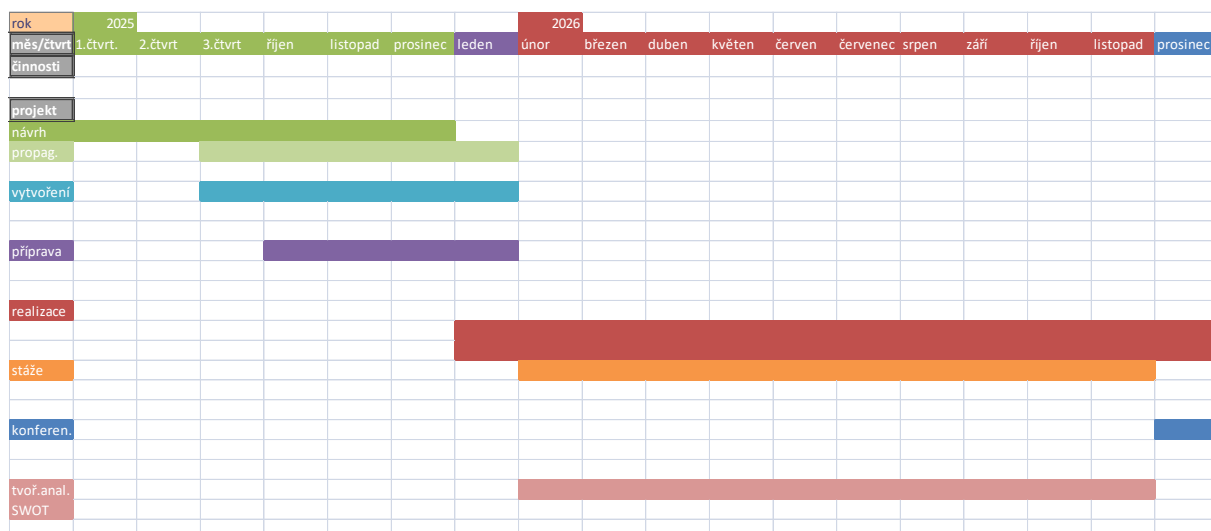 rok 2025 2026
měs/čtvrt 1.čtvrt. 2.čtvrt 3.čtvrt říjen listopad prosinec leden únor březen duben květen červen červenec srpen září říjen listopad prosinec
činnosti
projekt
návrh
propag.
vytvoření
příprava
realizace
stáže
konferen.
tvoř.anal.
SWOT